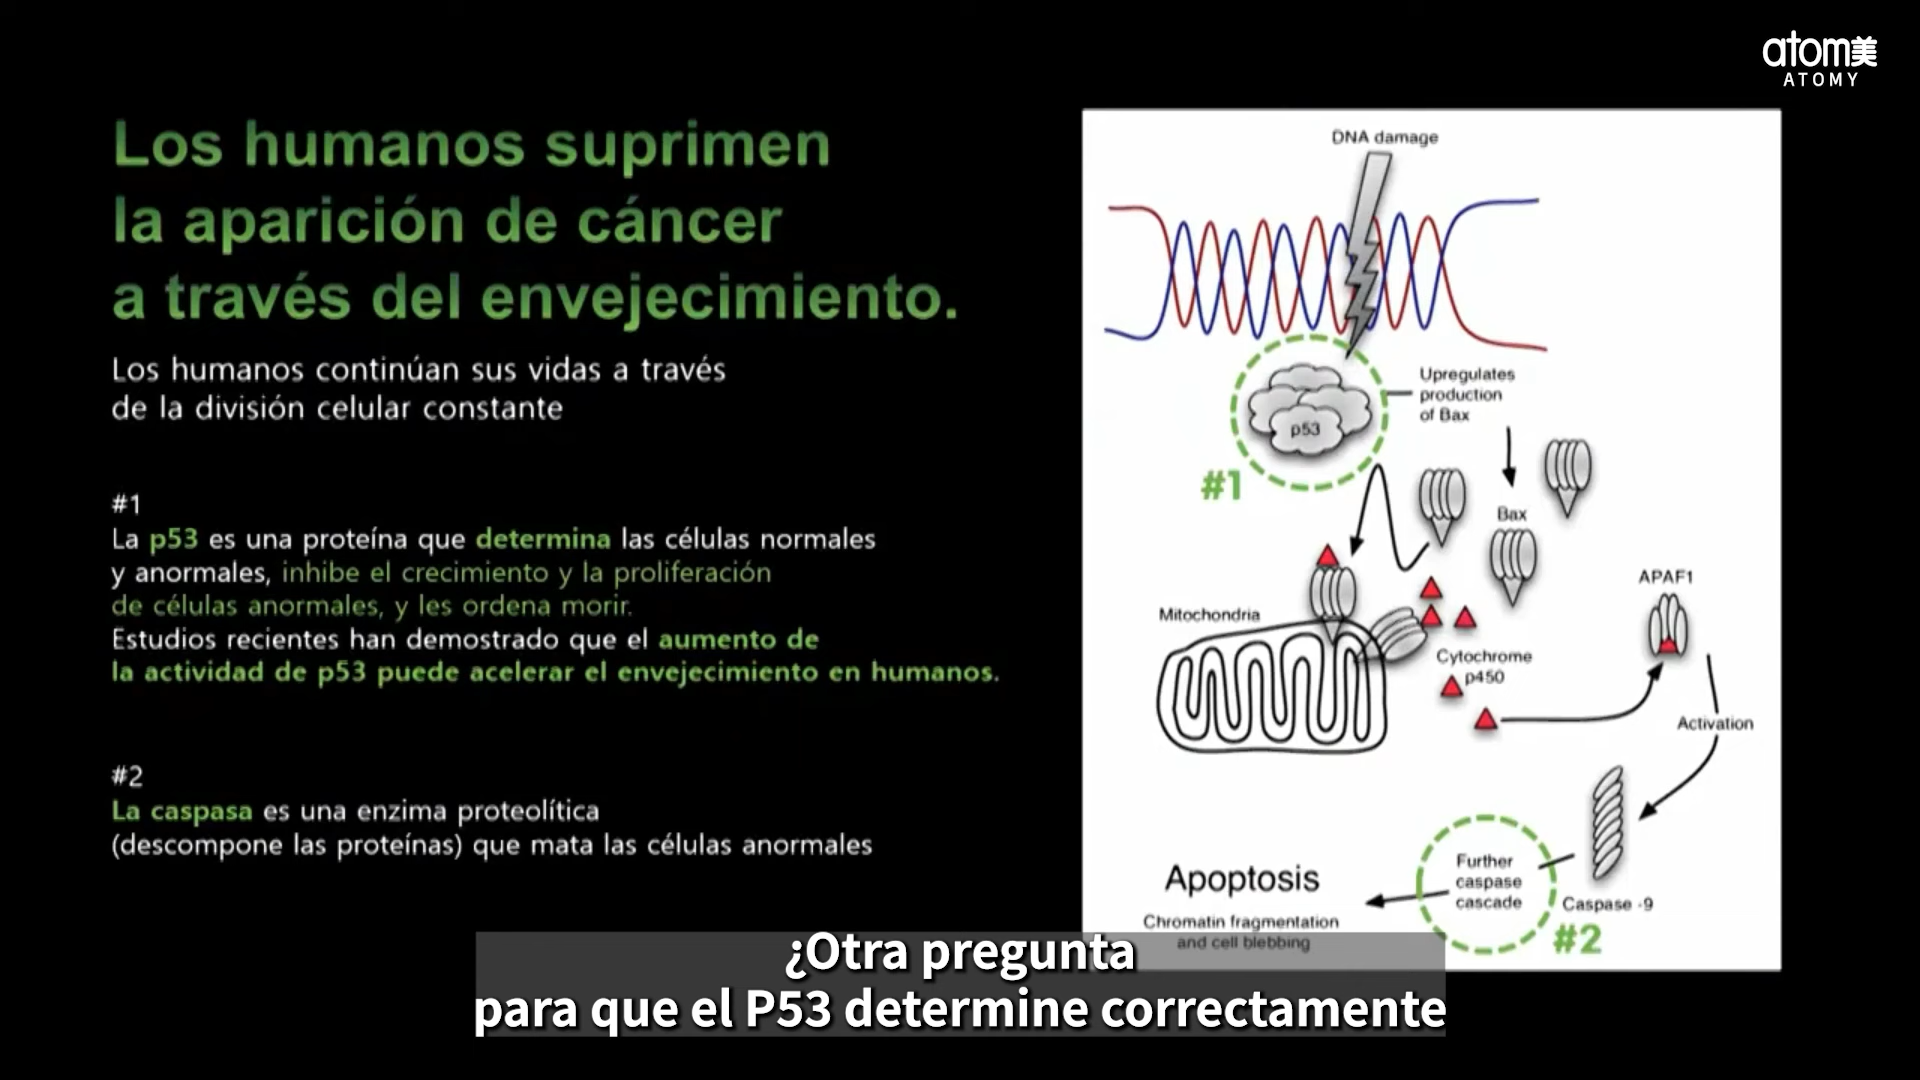 atom美
ATOMY
Los humanos suprimen
la aparición de cáncer
a través del envejecimiento.
Los humanos continúan sus vidas a través
de la división celular constante
#1
La p53 es una proteína que determina las células normales
y anormales, inhibe el crecimiento y la proliferación
de células anormales, y les ordena morir.
Estudios recientes han demostrado que el aumento de
la actividad de p53 puede acelerar el envejecimiento en humanos.
#2
La caspasa es una enzima proteolítica
(descompone las proteínas) que mata las células anormales
DNA damage
p53
#1
Upregulates
production
of Bax
Bax
APAF1
Mitochondria
Cytochrome
p450
Activation
Further
caspase
cascade
Caspase -9
#2
Apoptosis
Chromatin fragmentation
and cell blebbing
¿Otra pregunta
para que el P53 determine correctamente